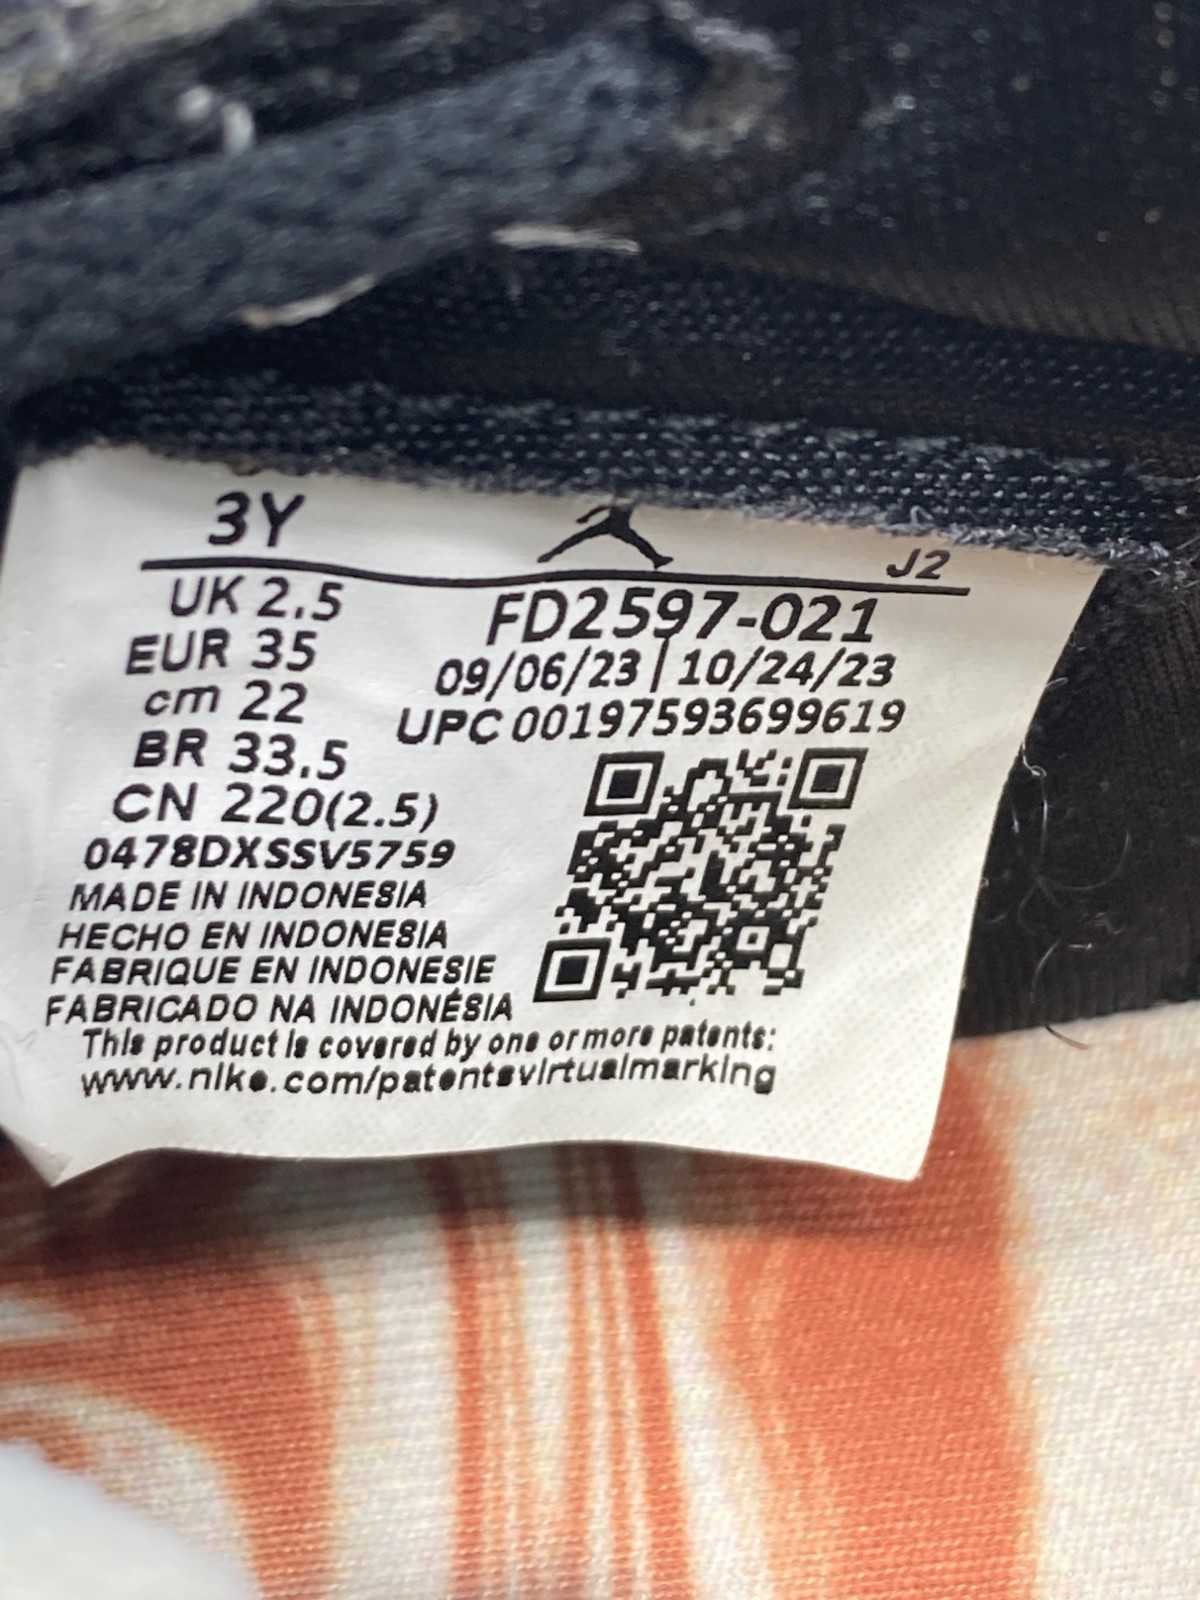 3Y
J2
UK 2.5
EUR 35
cm 22
BR 33.5
CN 220(2.5)
FD2597-021
09/06/23 | 10/24/23
UPC 00197593699619
0478DXSSV5759
MADE IN INDONESIA
HECHO EN INDONESIA
FABRIQUE EN INDONESIE
FABRICADO NA INDONÉSIA
This product is covered by one or more patents:
www.nike.com/patentsvirtualmarking